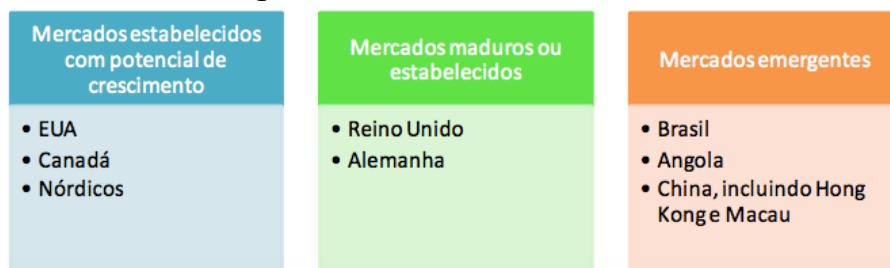 Mercados estabelecidos
com potencial de
crescimento
• EUA
• Canadá
• Nórdicos
Mercados maduros ou
estabelecidos
• Reino Unido
• Alemanha
Mercados emergentes
• Brasil
• Angola
• China, incluindo Hong
Kong e Macau